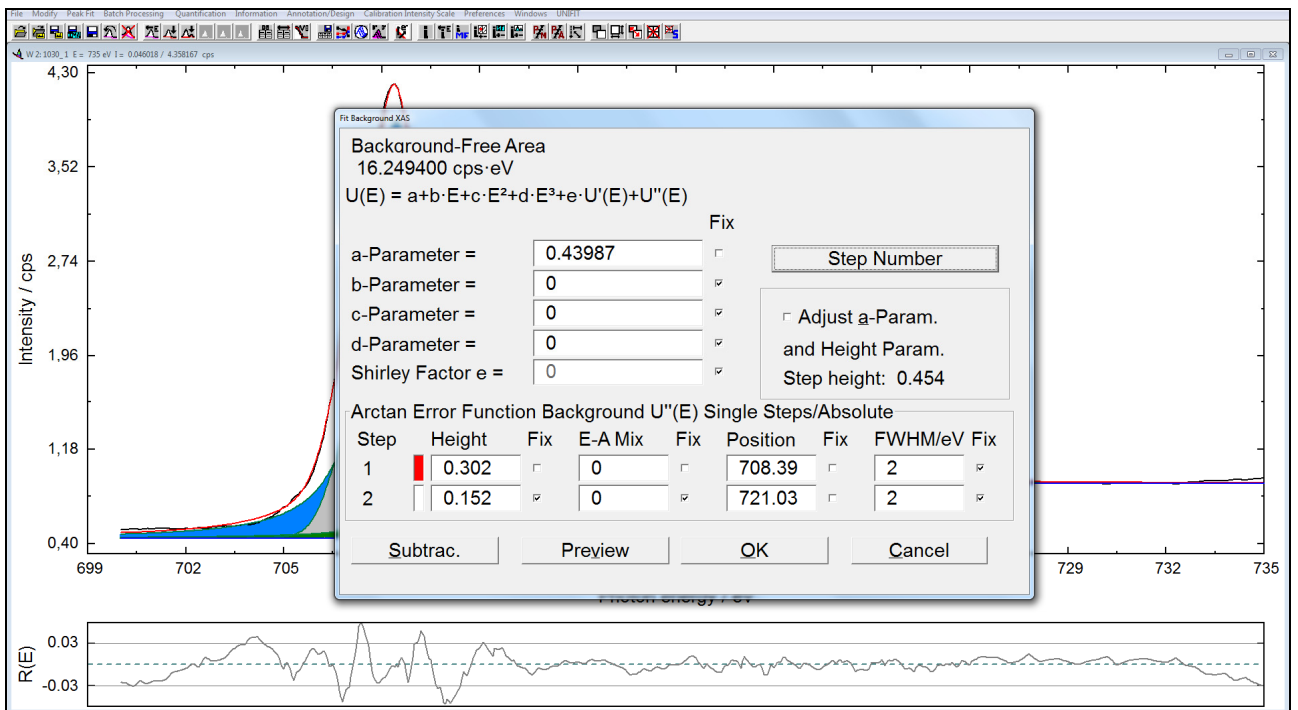 File Modify Peak Fit Batch Processing Quantification Information Annotation/Design Calibration Intensity Scale Preferences Windows UNIFIT
W 2: 1030_1 E = 735 eV I = 0.046018 / 4.358167 cps
4,30
3,52
2,74
1,96
1,18
0,40
Intensity / cps
Fit Background XAS
Background-Free Area
16.249400 cps·eV
U(E) = a+b·E+c·E²+d·E³+e·U'(E)+U''(E)
Fix
a-Parameter = 0.43987
Step Number
b-Parameter = 0
c-Parameter = 0
Adjust a-Param.
d-Parameter = 0
and Height Param.
Shirley Factor e = 0
Step height: 0.454
Arctan Error Function Background U''(E) Single Steps/Absolute
Step Height Fix E-A Mix Fix Position Fix FWHM/eV Fix
1 0.302 0 708.39 2
2 0.152 0 721.03 2
Subtrac. Preview OK Cancel
699 702 705 729 732 735
R(E)
0.03
-0.03